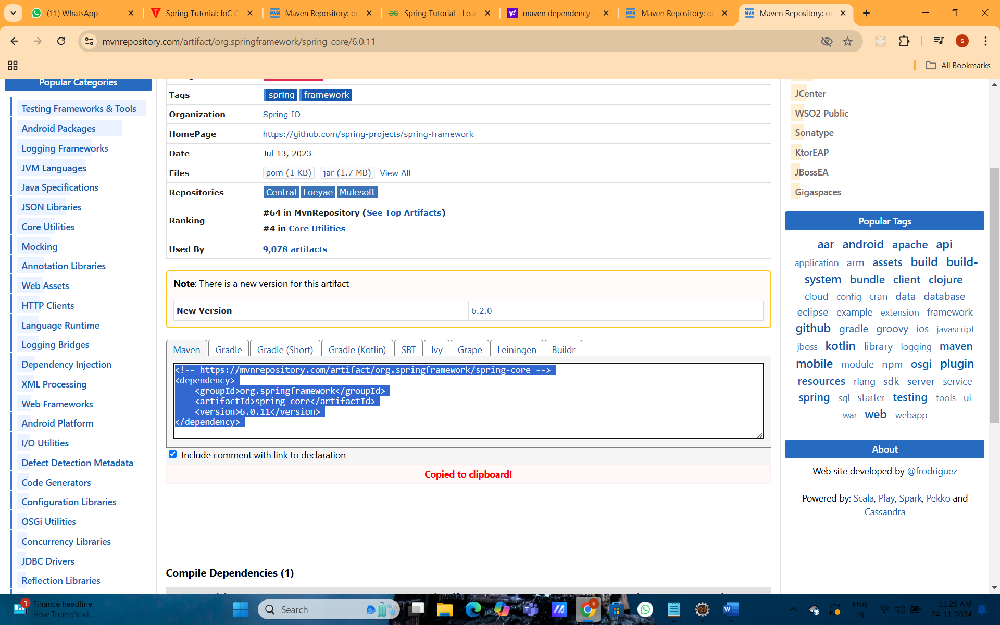 (11) WhatsApp
Spring Tutorial: IoC C
Maven Repository: or
Spring Tutorial - Lear
maven dependency s
Maven Repository: or
Maven Repository: or
mvnrepository.com/artifact/org.springframework/spring-core/6.0.11
S
All Bookmarks
Popular Categories
Testing Frameworks & Tools
Android Packages
Logging Frameworks
JVM Languages
Java Specifications
JSON Libraries
Core Utilities
Mocking
Annotation Libraries
Web Assets
HTTP Clients
Language Runtime
Logging Bridges
Dependency Injection
XML Processing
Web Frameworks
Android Platform
I/O Utilities
Defect Detection Metadata
Code Generators
Configuration Libraries
OSGi Utilities
Concurrency Libraries
JDBC Drivers
Reflection Libraries
Tags spring framework
Organization Spring IO
HomePage https://github.com/spring-projects/spring-framework
Date Jul 13, 2023
Files pom (1 KB) jar (1.7 MB) View All
Repositories Central Loeyae Mulesoft
Ranking #64 in MvnRepository (See Top Artifacts)
#4 in Core Utilities
Used By 9,078 artifacts
Note: There is a new version for this artifact
New Version 6.2.0
Maven Gradle Gradle (Short) Gradle (Kotlin) SBT Ivy Grape Leiningen Buildr
<!-- https://mvnrepository.com/artifact/org.springframework/spring-core -->
<dependency>
<groupId>org.springframework</groupId>
<artifactId>spring-core</artifactId>
<version>6.0.11</version>
</dependency>
Include comment with link to declaration
Copied to clipboard!
Compile Dependencies (1)
JCenter
WSO2 Public
Sonatype
KtorEAP
JBossEA
Gigaspaces
Popular Tags
aar android apache api
application arm assets build build-
system bundle client clojure
cloud config cran data database
eclipse example extension framework
github gradle groovy ios javascript
jboss kotlin library logging maven
mobile module npm osgi plugin
resources rlang sdk server service
spring sql starter testing tools ui
war web webapp
About
Web site developed by @frodriguez
Powered by: Scala, Play, Spark, Pekko and
Cassandra
1
Finance headline
How Trump's wi...
Search
ENG
IN
11:26 AM
24-11-2024